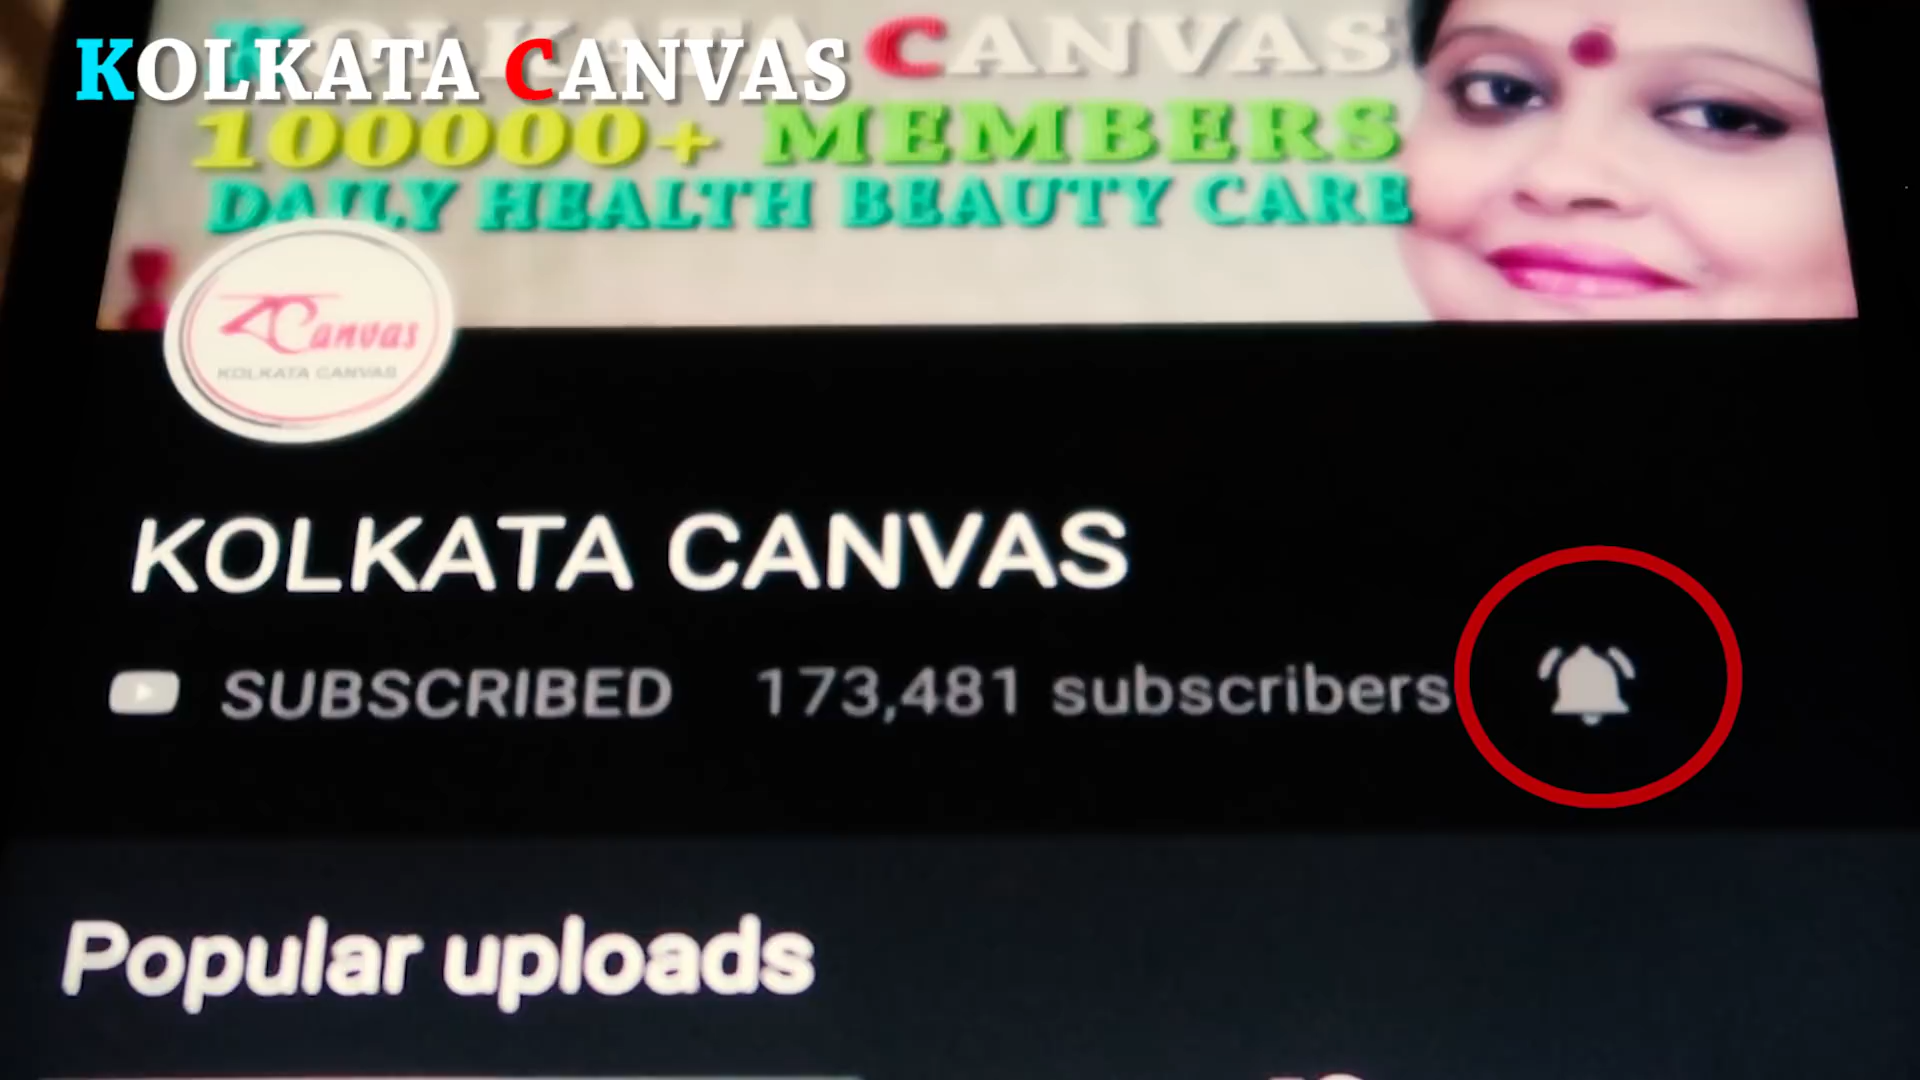 KOLKATA CANVAS
KOLKATA CANVAS
100000+ MEMBERS
DAILY HEALTH BEAUTY CARE
Canvas
KOLKATA CANVAS
KOLKATA CANVAS
SUBSCRIBED 173,481 subscribers
Popular uploads